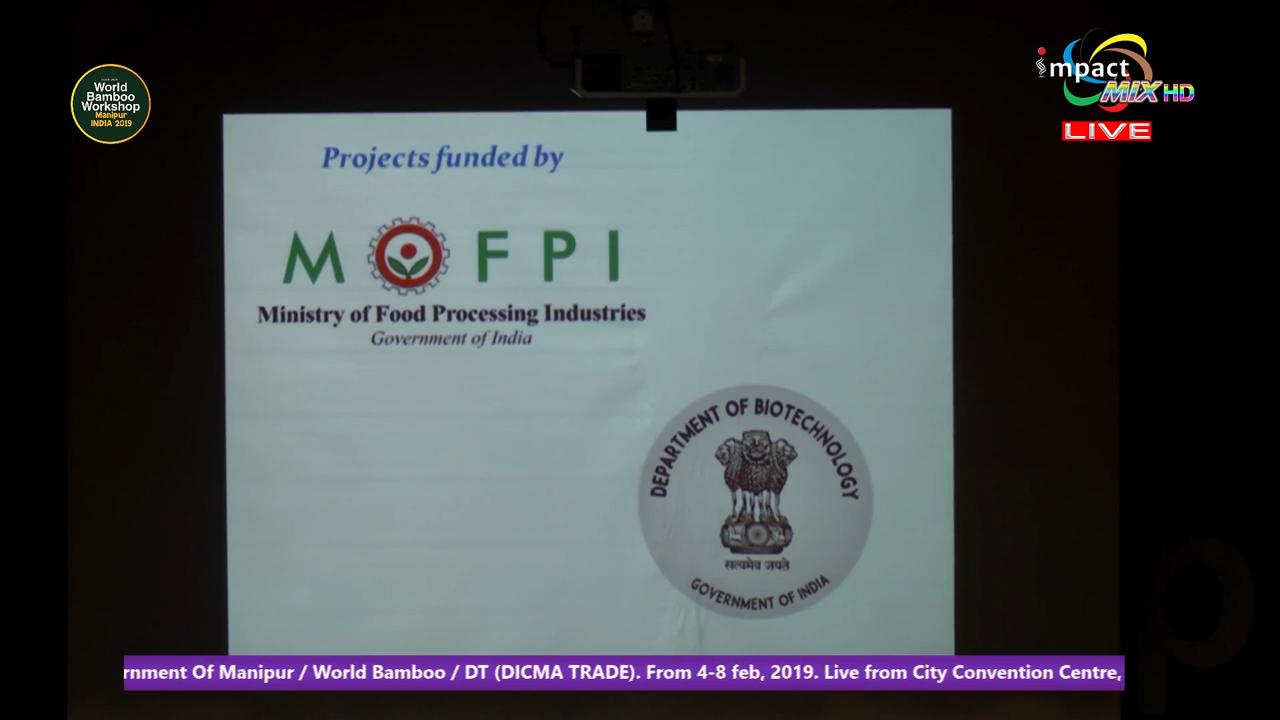 World
Bamboo
Workshop
Manipur
INDIA 2019
impact
MIX HD
LIVE
Projects funded by
MOFPI
Ministry of Food Processing Industries
Government of India
DEPARTMENT OF BIOTECHNOLOGY
सत्यमेव जयते
GOVERNMENT OF INDIA
rnment Of Manipur / World Bamboo / DT (DICMA TRADE). From 4-8 feb, 2019. Live from City Convention Centre,